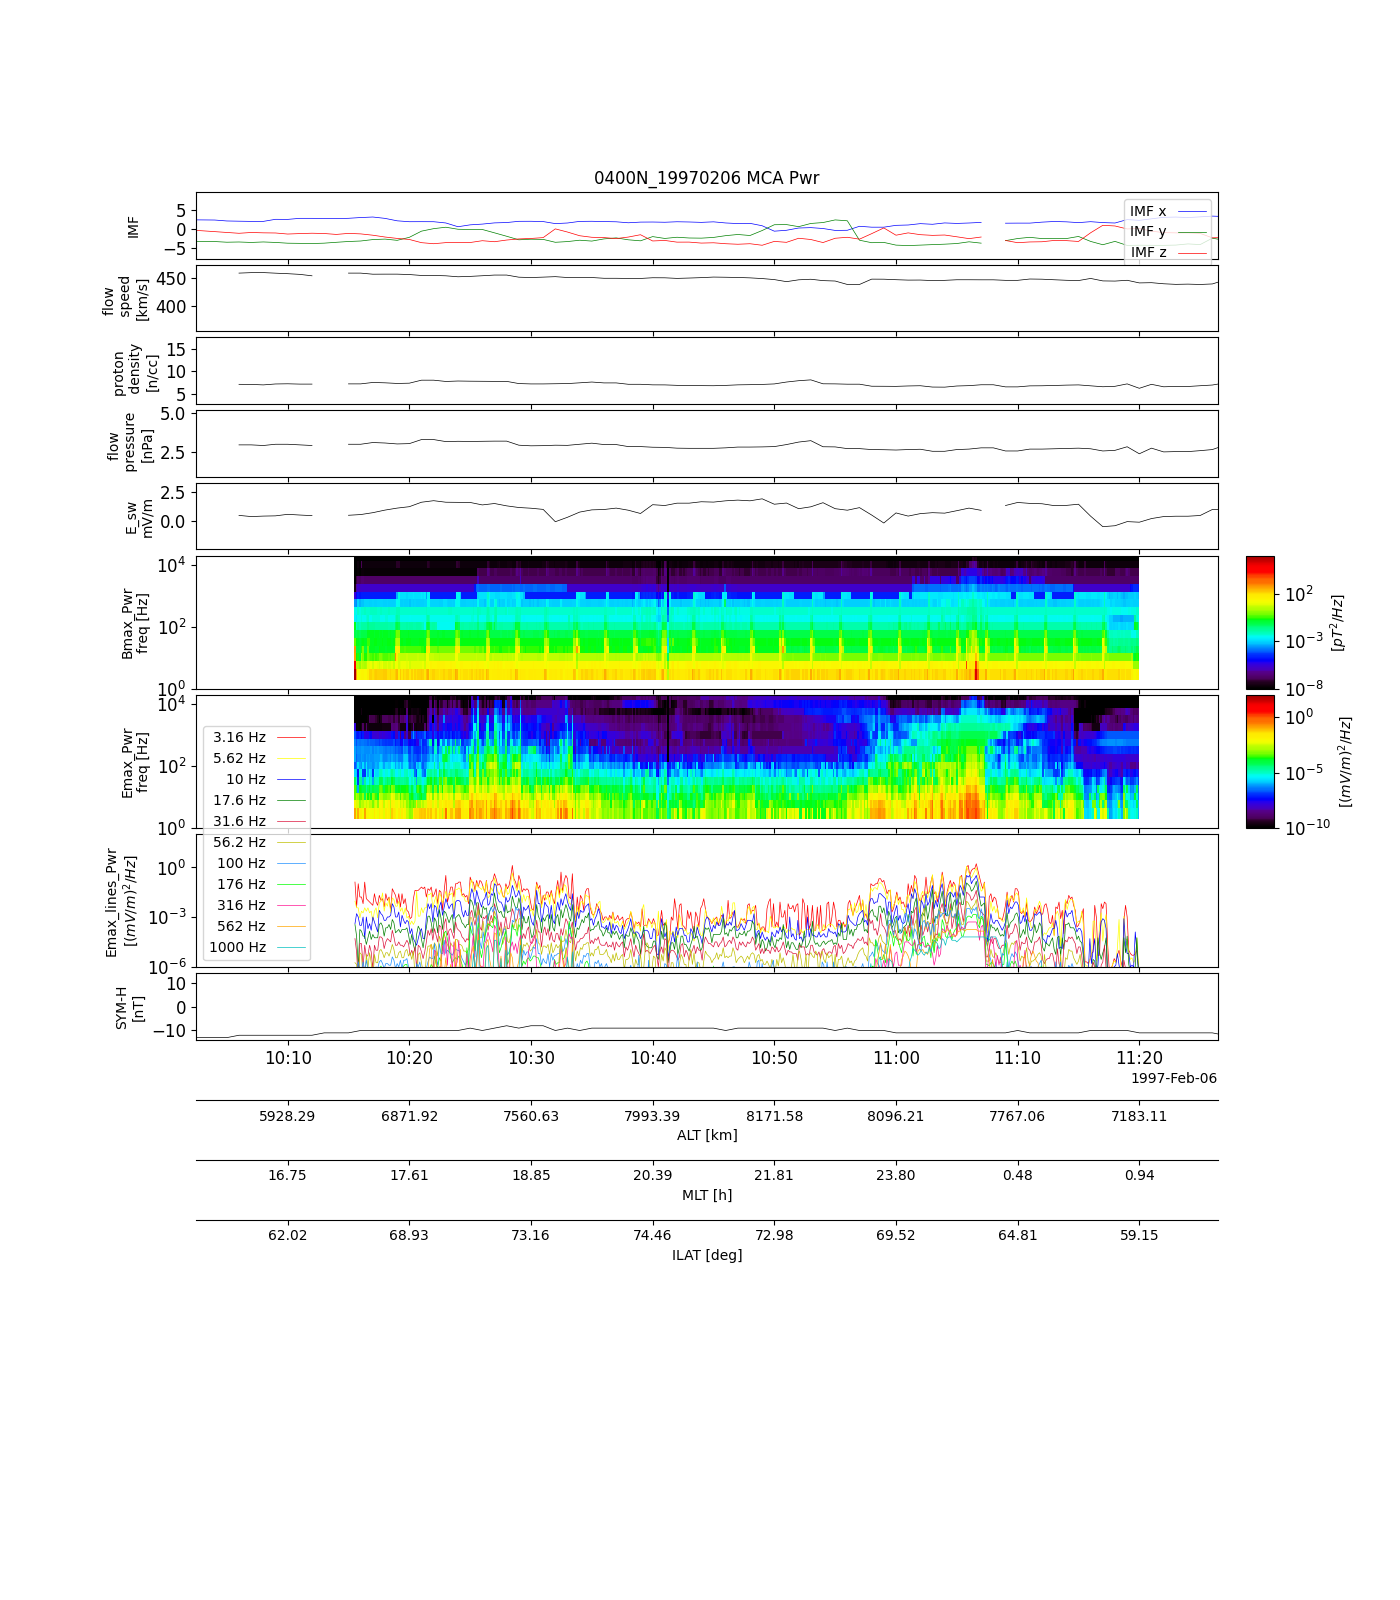 0400N_19970206 MCA Pwr
IMF
5
0
−5
IMF x
IMF y
IMF z
flow
speed
[km/s]
450
400
proton
density
[n/cc]
15
10
5
flow
pressure
[nPa]
5.0
2.5
E_sw
mV/m
2.5
0.0
Bmax_Pwr
freq [Hz]
10^4
10^2
10^0
10^2
10^−3
10^−8
[pT^2/Hz]
Emax_Pwr
freq [Hz]
10^4
10^2
10^0
10^0
10^−5
10^−10
[(mV/m)^2/Hz]
3.16 Hz
5.62 Hz
10 Hz
17.6 Hz
31.6 Hz
56.2 Hz
100 Hz
176 Hz
316 Hz
562 Hz
1000 Hz
Emax_lines_Pwr
[(mV/m)^2/Hz]
10^0
10^−3
10^−6
SYM-H
[nT]
10
0
−10
10:10 10:20 10:30 10:40 10:50 11:00 11:10 11:20
1997-Feb-06
5928.29 6871.92 7560.63 7993.39 8171.58 8096.21 7767.06 7183.11
ALT [km]
16.75 17.61 18.85 20.39 21.81 23.80 0.48 0.94
MLT [h]
62.02 68.93 73.16 74.46 72.98 69.52 64.81 59.15
ILAT [deg]